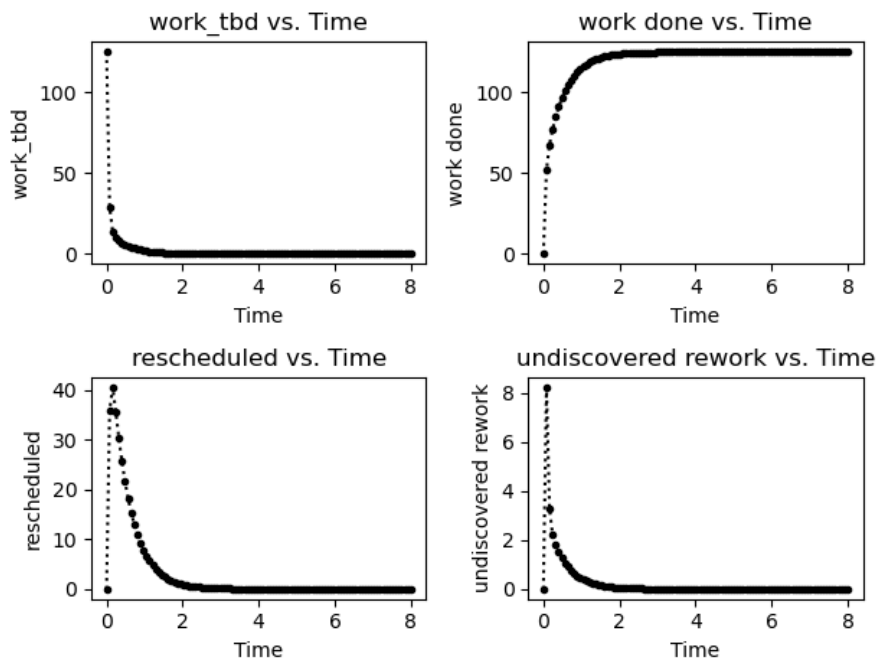 work_tbd vs. Time
work_tbd
100
50
0
0 2 4 6 8
Time
work done vs. Time
work done
100
50
0
0 2 4 6 8
Time
rescheduled vs. Time
rescheduled
40
30
20
10
0
0 2 4 6 8
Time
undiscovered rework vs. Time
undiscovered rework
8
6
4
2
0
0 2 4 6 8
Time